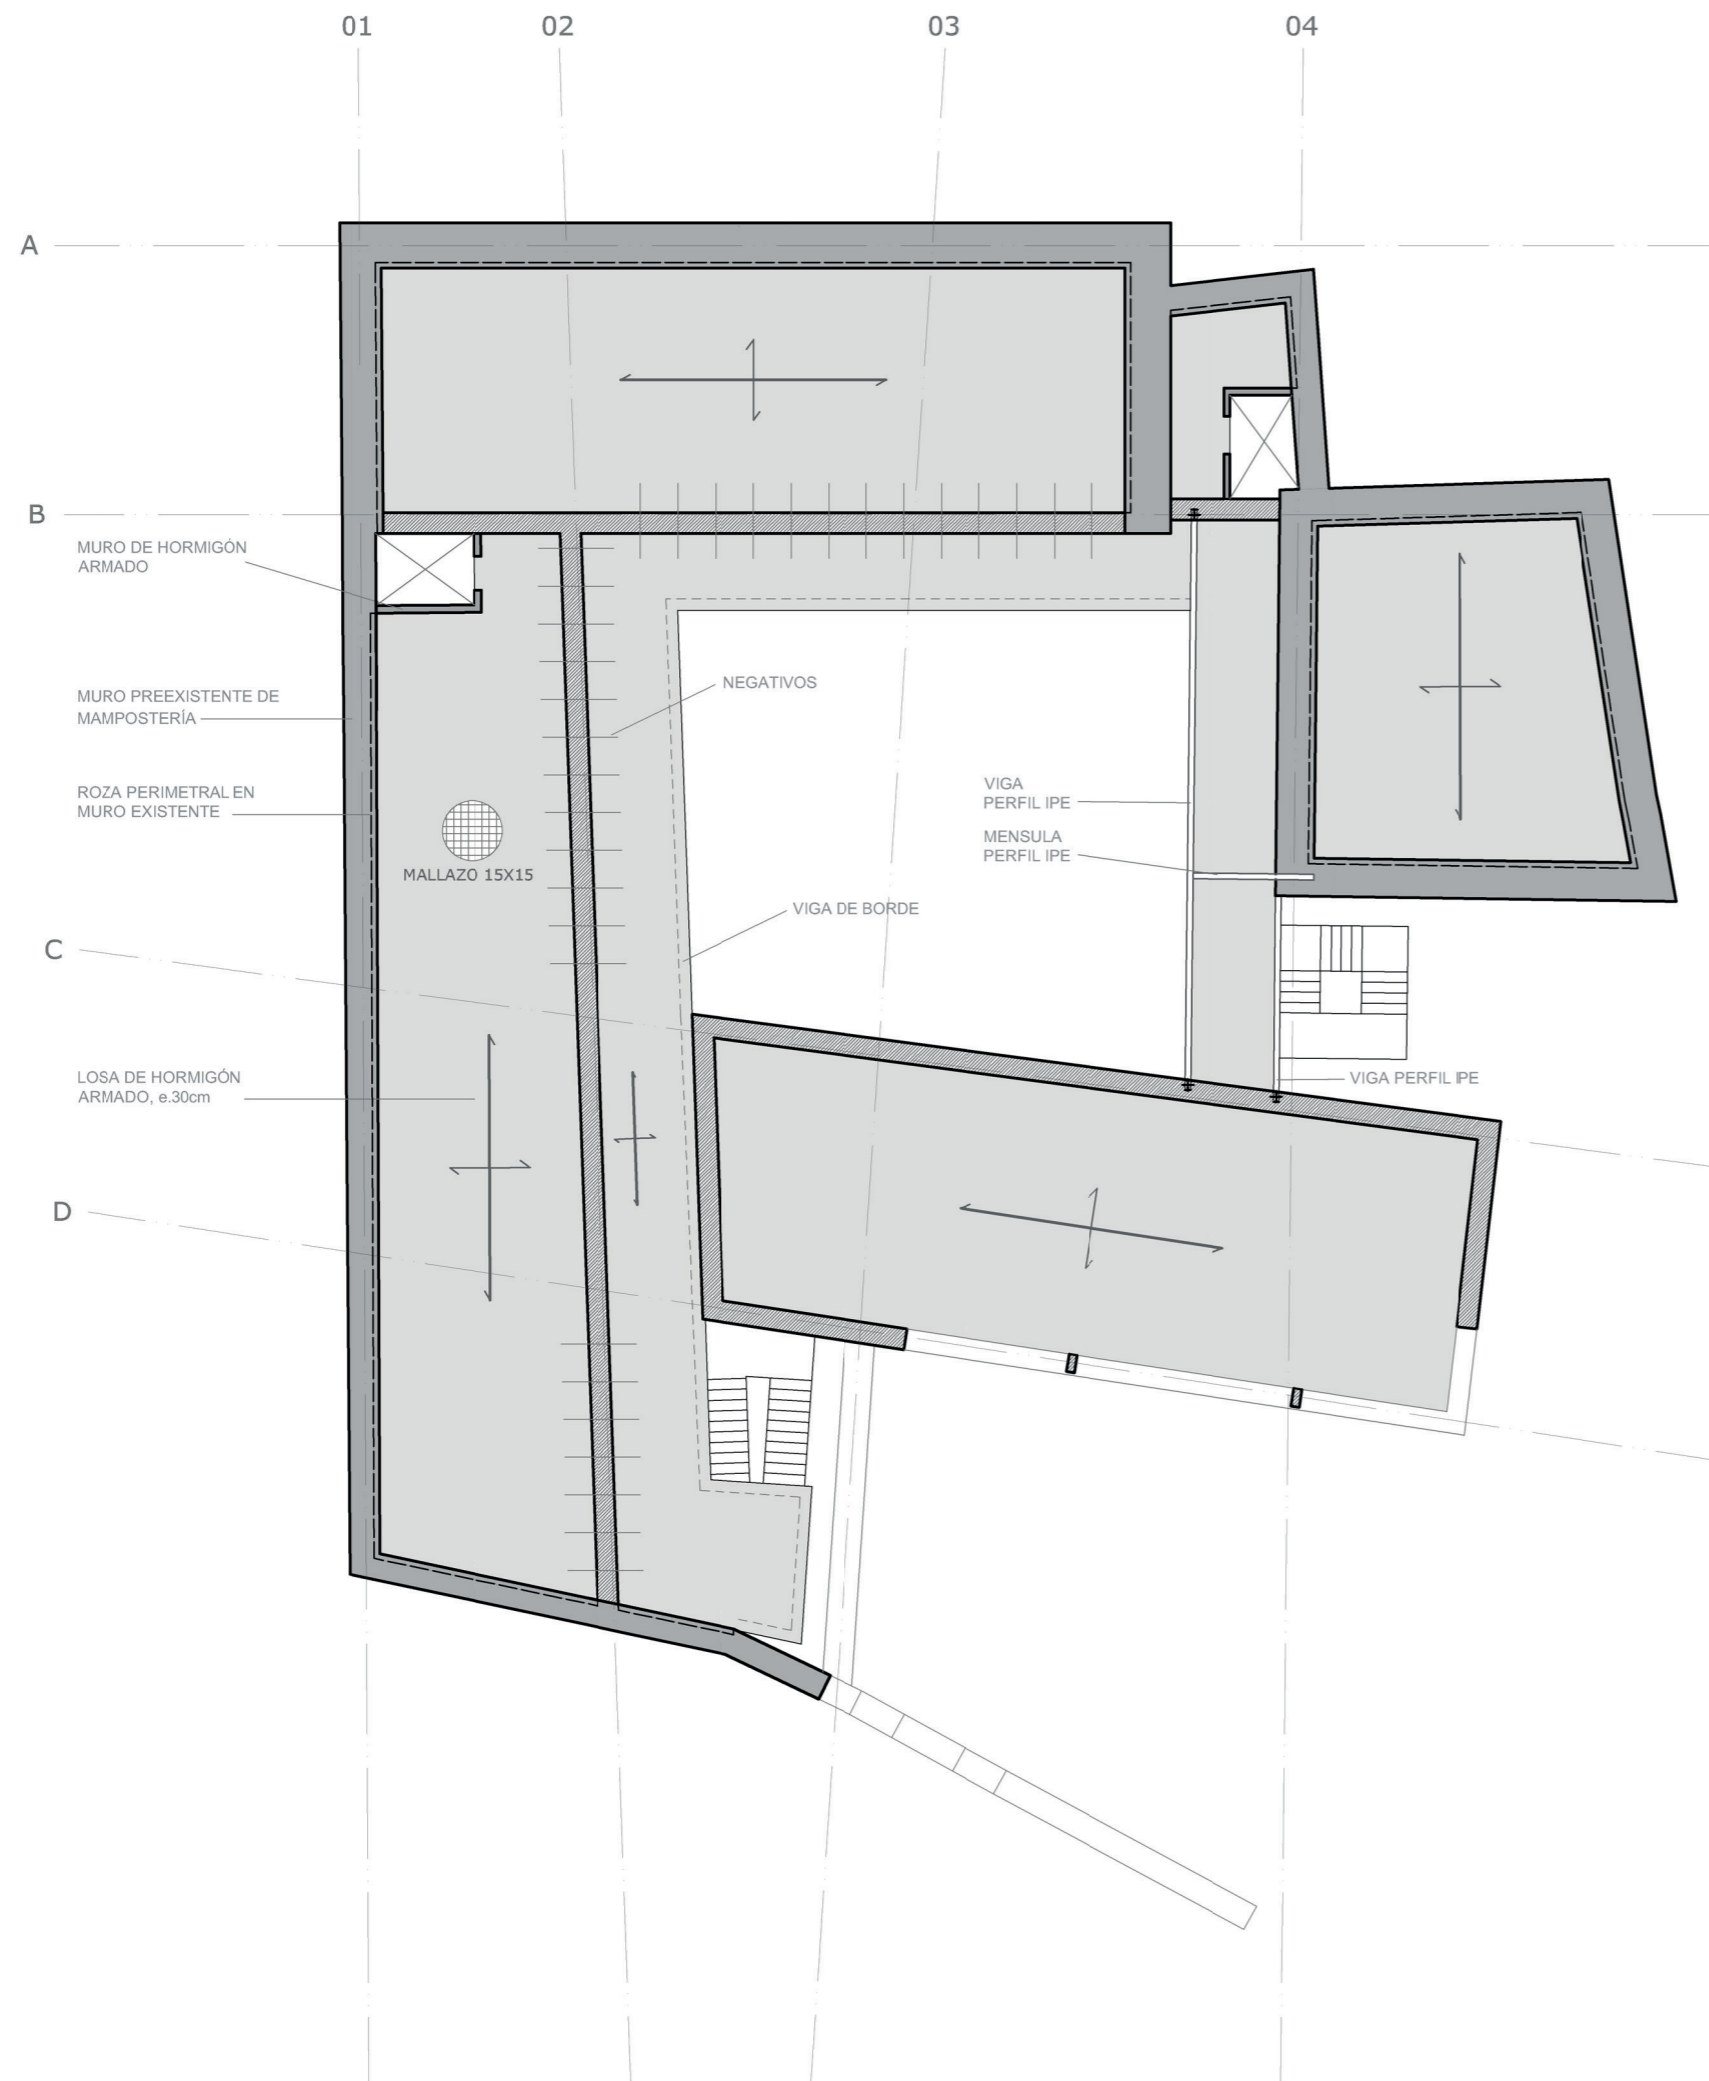 01
02
03
04
A
B
MURO DE HORMIGÓN
ARMADO
MURO PREEXISTENTE DE
MAMPOSTERÍA
NEGATIVOS
ROZA PERIMETRAL EN
MURO EXISTENTE
VIGA
PERFIL IPE
MENSULA
PERFIL IPE
MALLAZO 15X15
VIGA DE BORDE
C
LOSA DE HORMIGÓN
ARMADO, e.30cm
VIGA PERFIL IPE
D